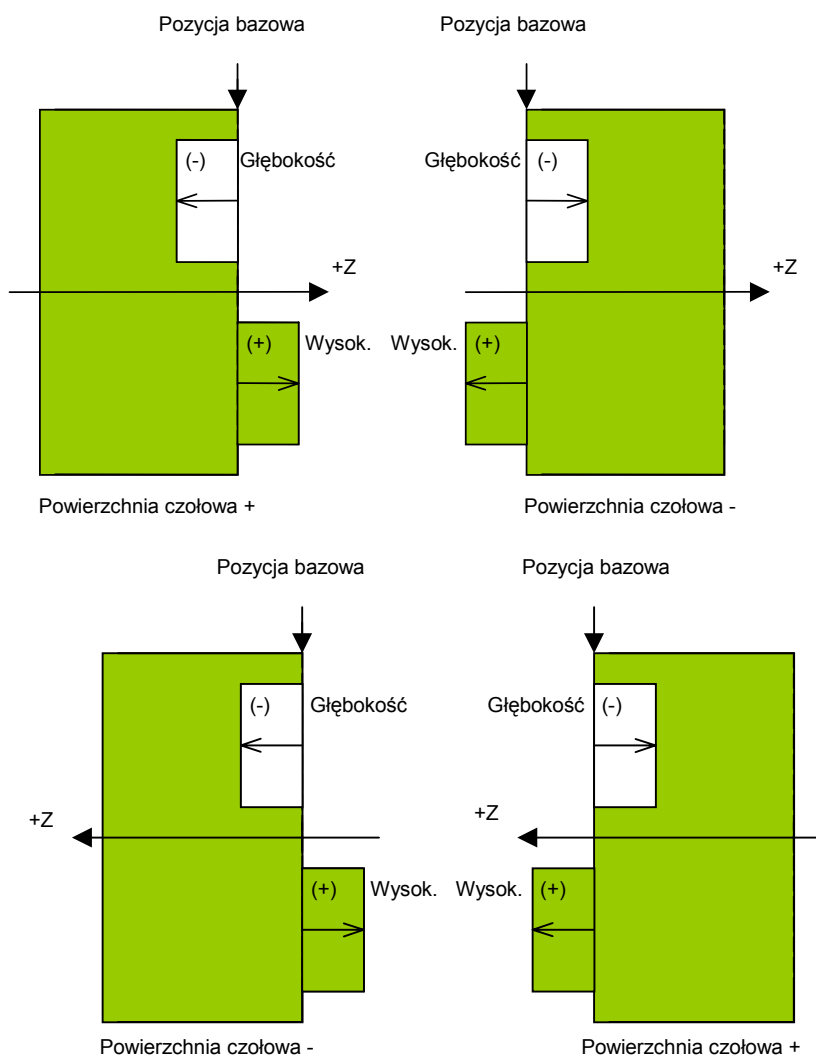 Pozycja bazowa Pozycja bazowa
(-) Głębokość Głębokość (-)
+Z +Z
(+) Wysok. Wysok. (+)
Powierzchnia czołowa + Powierzchnia czołowa -
Pozycja bazowa Pozycja bazowa
(-) Głębokość Głębokość (-)
+Z +Z
(+) Wysok. Wysok. (+)
Powierzchnia czołowa - Powierzchnia czołowa +